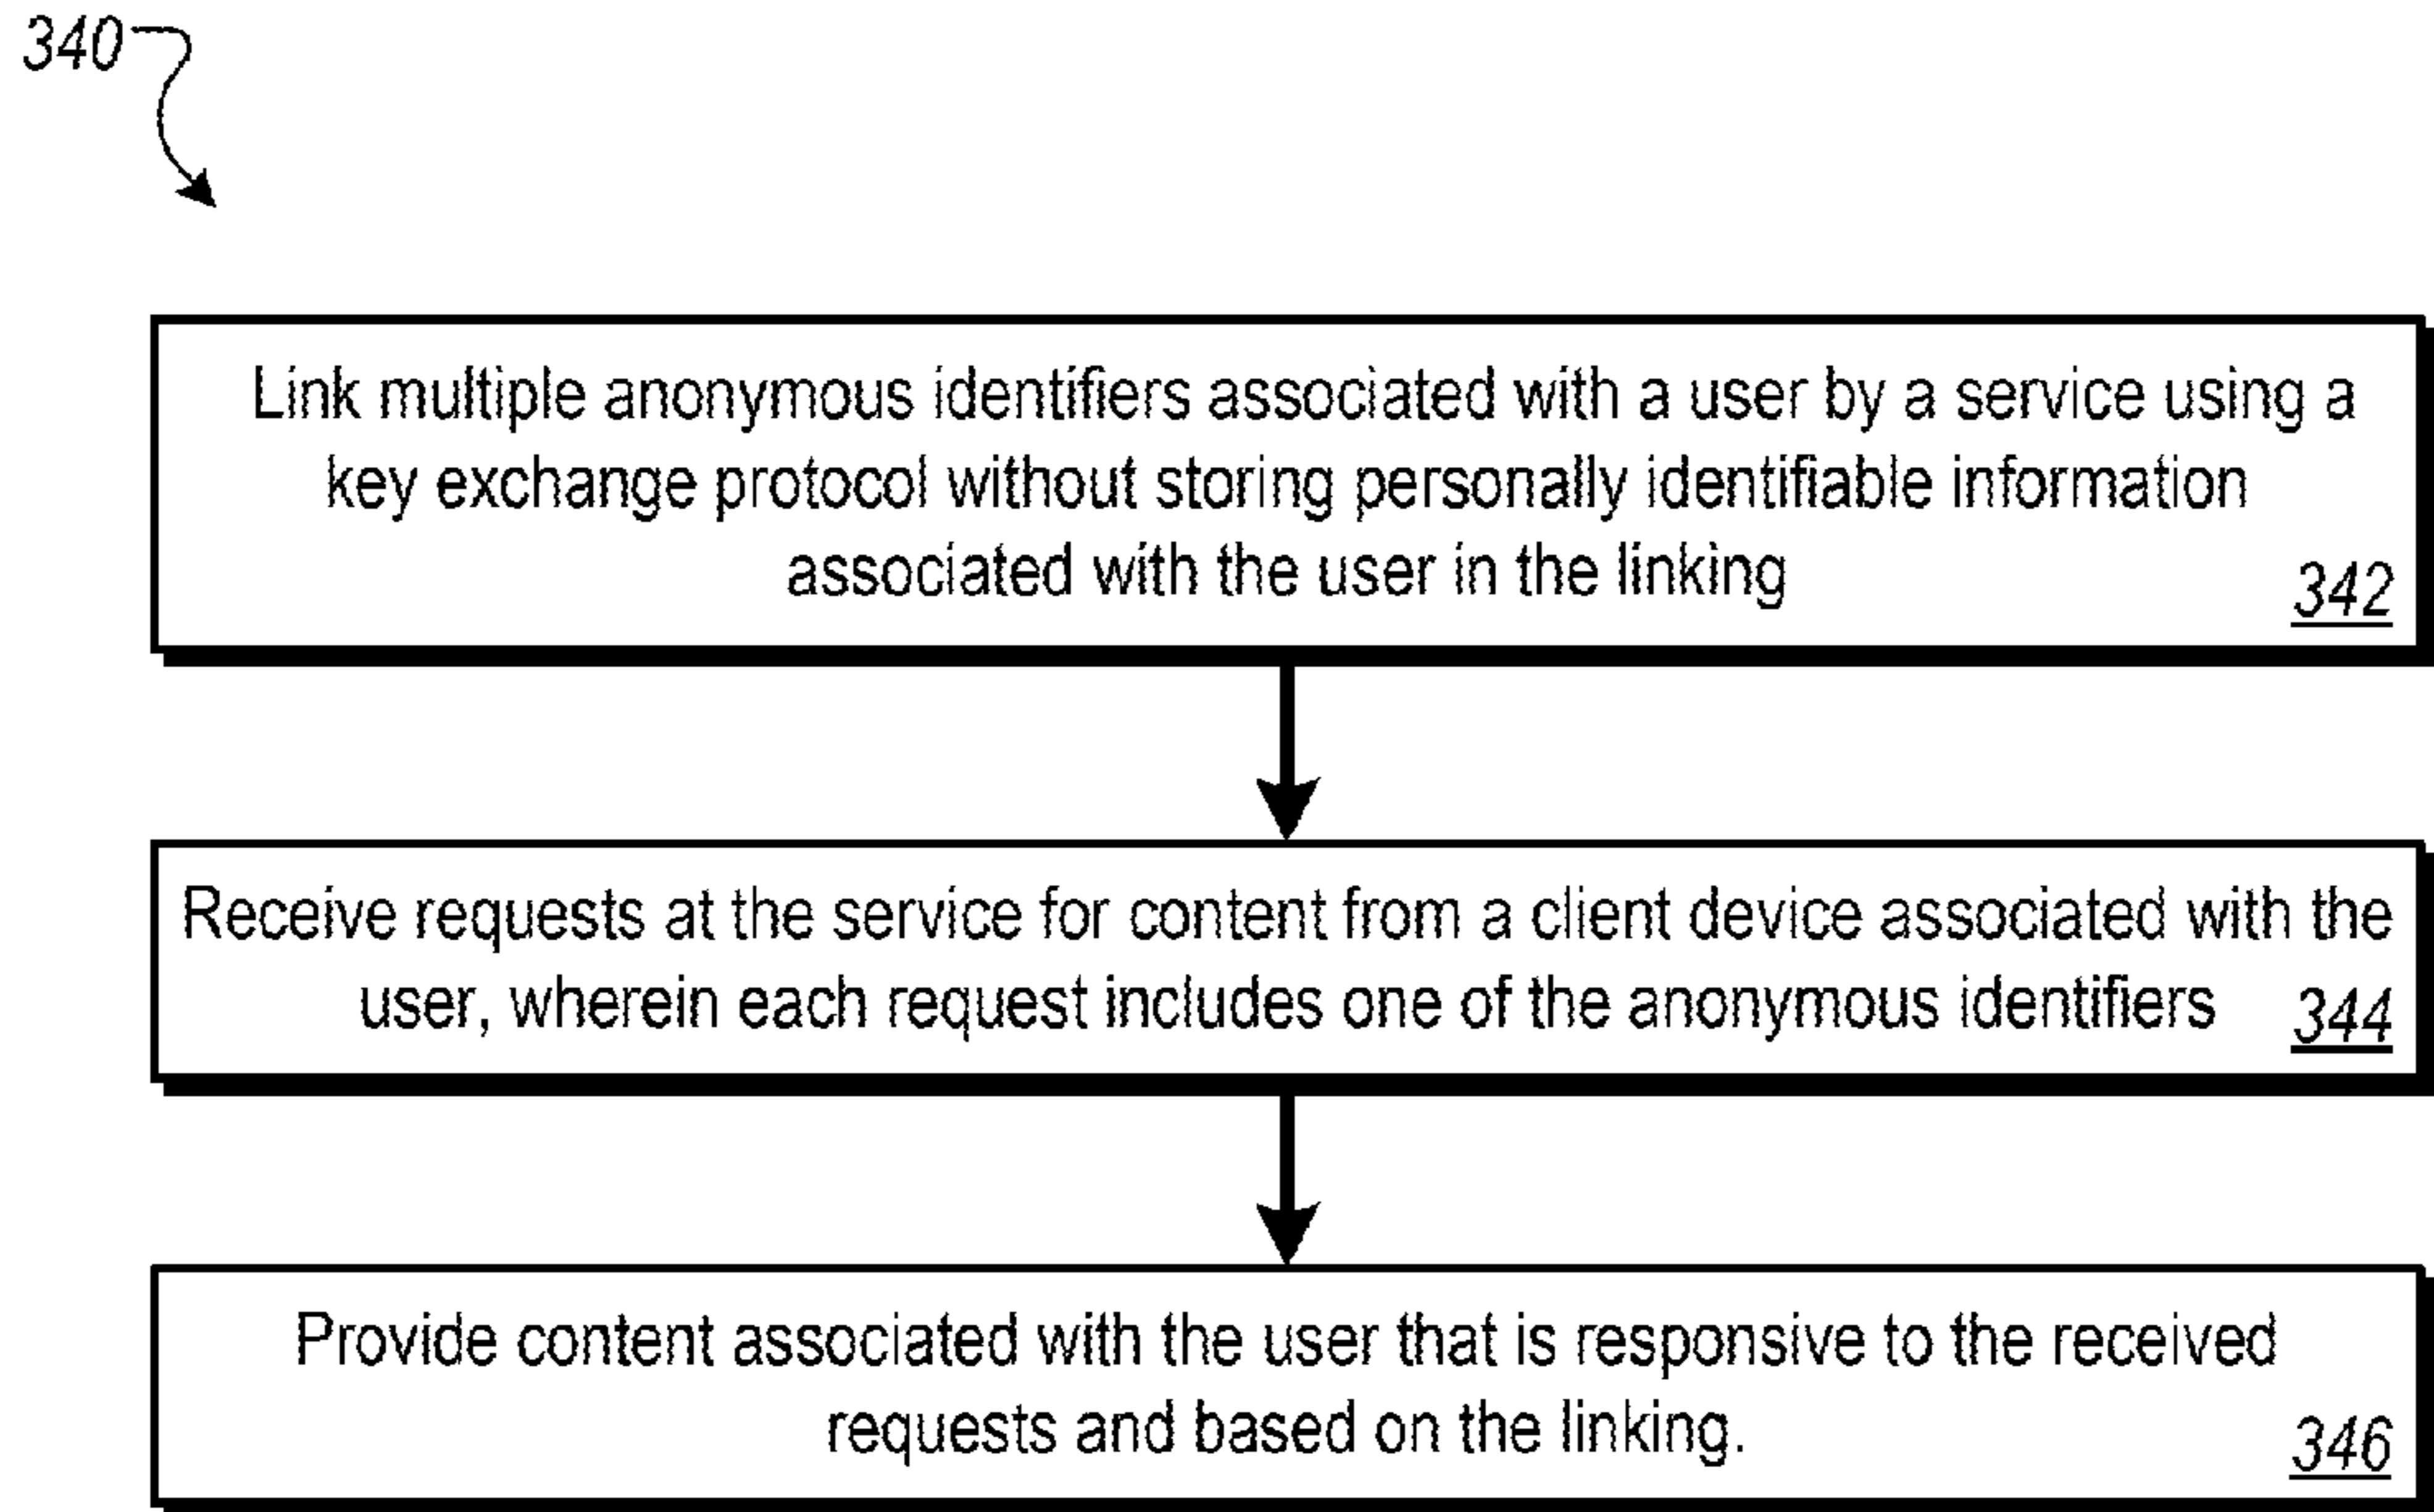 340
Link multiple anonymous identifiers associated with a user by a service using a
key exchange protocol without storing personally identifiable information
associated with the user in the linking
342
Receive requests at the service for content from a client device associated with the
user, wherein each request includes one of the anonymous identifiers 344
Provide content associated with the user that is responsive to the received
requests and based on the linking.
346